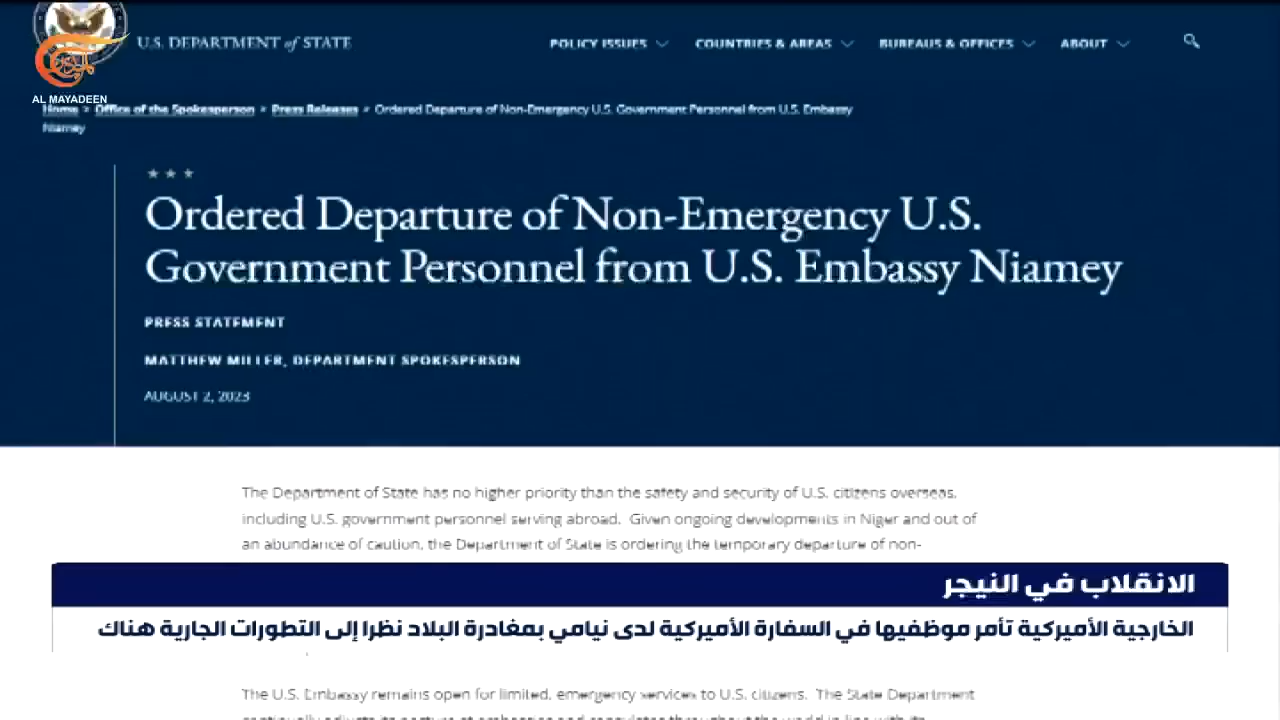 U.S. DEPARTMENT of STATE
POLICY ISSUES
COUNTRIES & AREAS
BUREAUS & OFFICES
ABOUT
AL MAYADEEN
Home » Office of the Spokesperson » Press Releases » Ordered Departure of Non-Emergency U.S. Government Personnel from U.S. Embassy
Niamey
Ordered Departure of Non-Emergency U.S.
Government Personnel from U.S. Embassy Niamey
PRESS STATEMENT
MATTHEW MILLER, DEPARTMENT SPOKESPERSON
AUGUST 2, 2023
The Department of State has no higher priority than the safety and security of U.S. citizens overseas,
including U.S. government personnel serving abroad. Given ongoing developments in Niger and out of
an abundance of caution, the Department of State is ordering the temporary departure of non-
الانقلاب في النيجر
الخارجية الأميركية تأمر موظفيها في السفارة الأميركية لدى نيامي بمغادرة البلاد نظرا إلى التطورات الجارية هناك
The U.S. Embassy remains open for limited, emergency services to U.S. citizens. The State Department